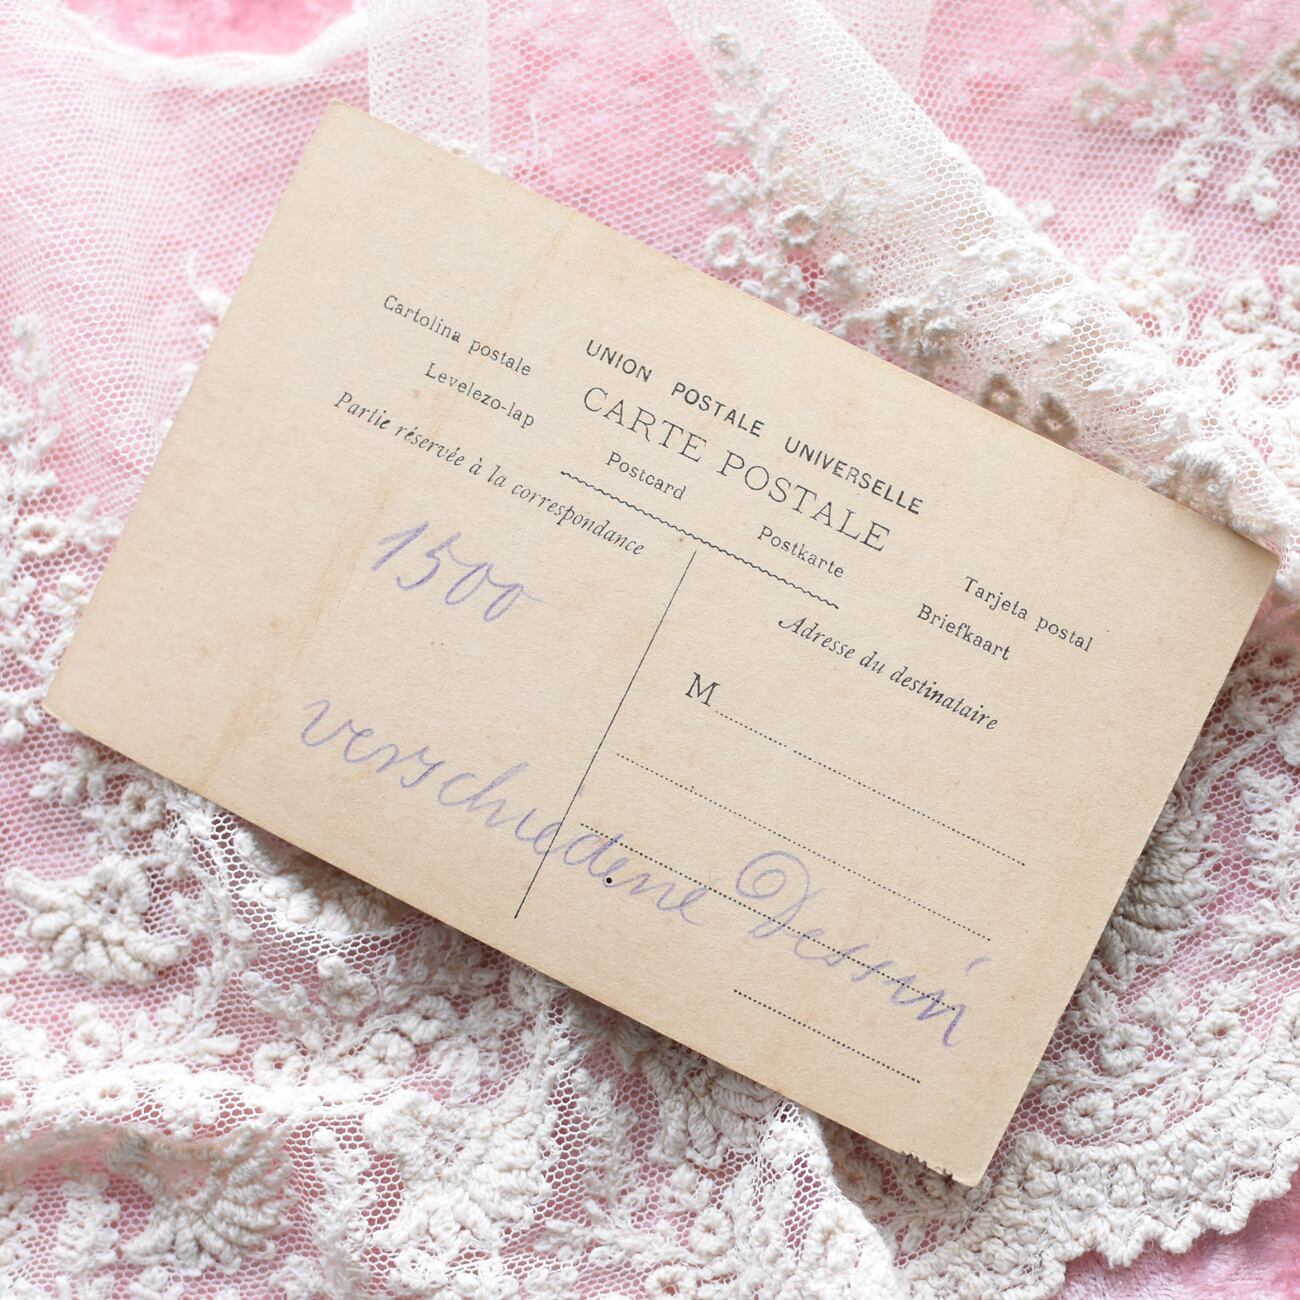 UNION POSTALE UNIVERSELLE
CARTE POSTALE
Cartolina postale
Postcard
Postkarte
Tarjeta postal
Levelezo-lap
Briefkaart
Partie réservée à la correspondance
Adresse du destinataire
M
1500
verschiedene Dessin